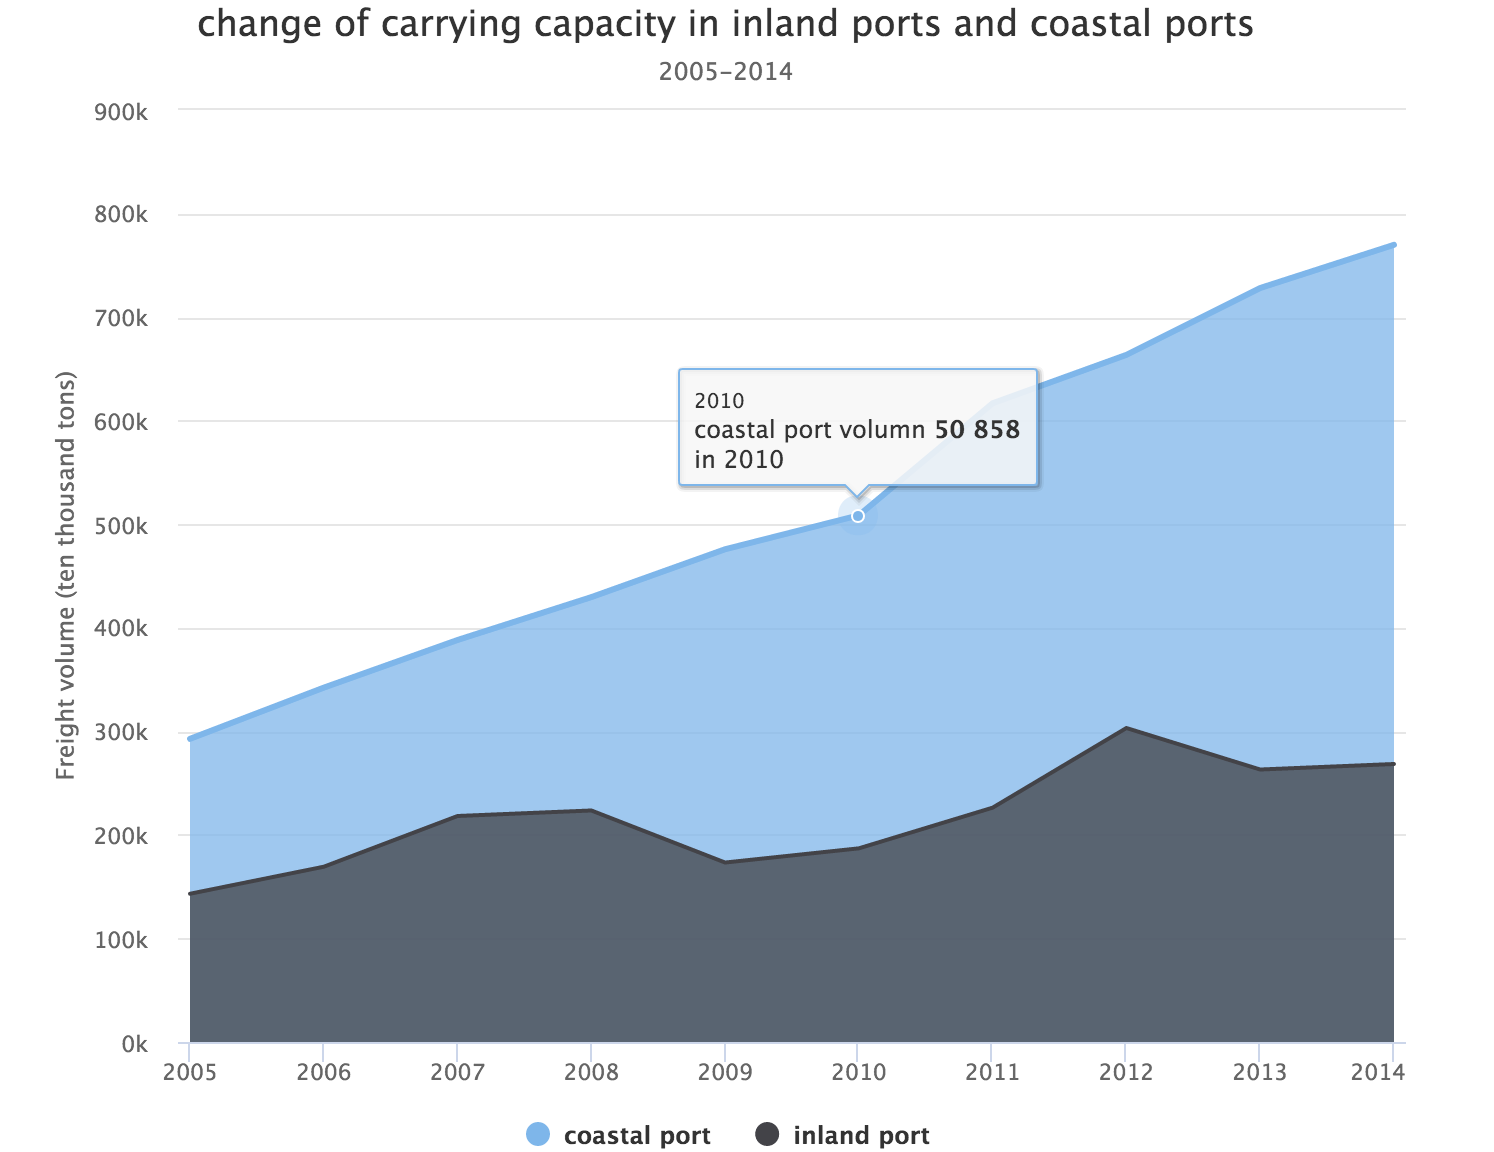 change of carrying capacity in inland ports and coastal ports
2005–2014
Freight volume (ten thousand tons)
900k
800k
700k
600k
500k
400k
300k
200k
100k
0k
2010
coastal port volumn 50 858
in 2010
2005 2006 2007 2008 2009 2010 2011 2012 2013 2014
coastal port inland port